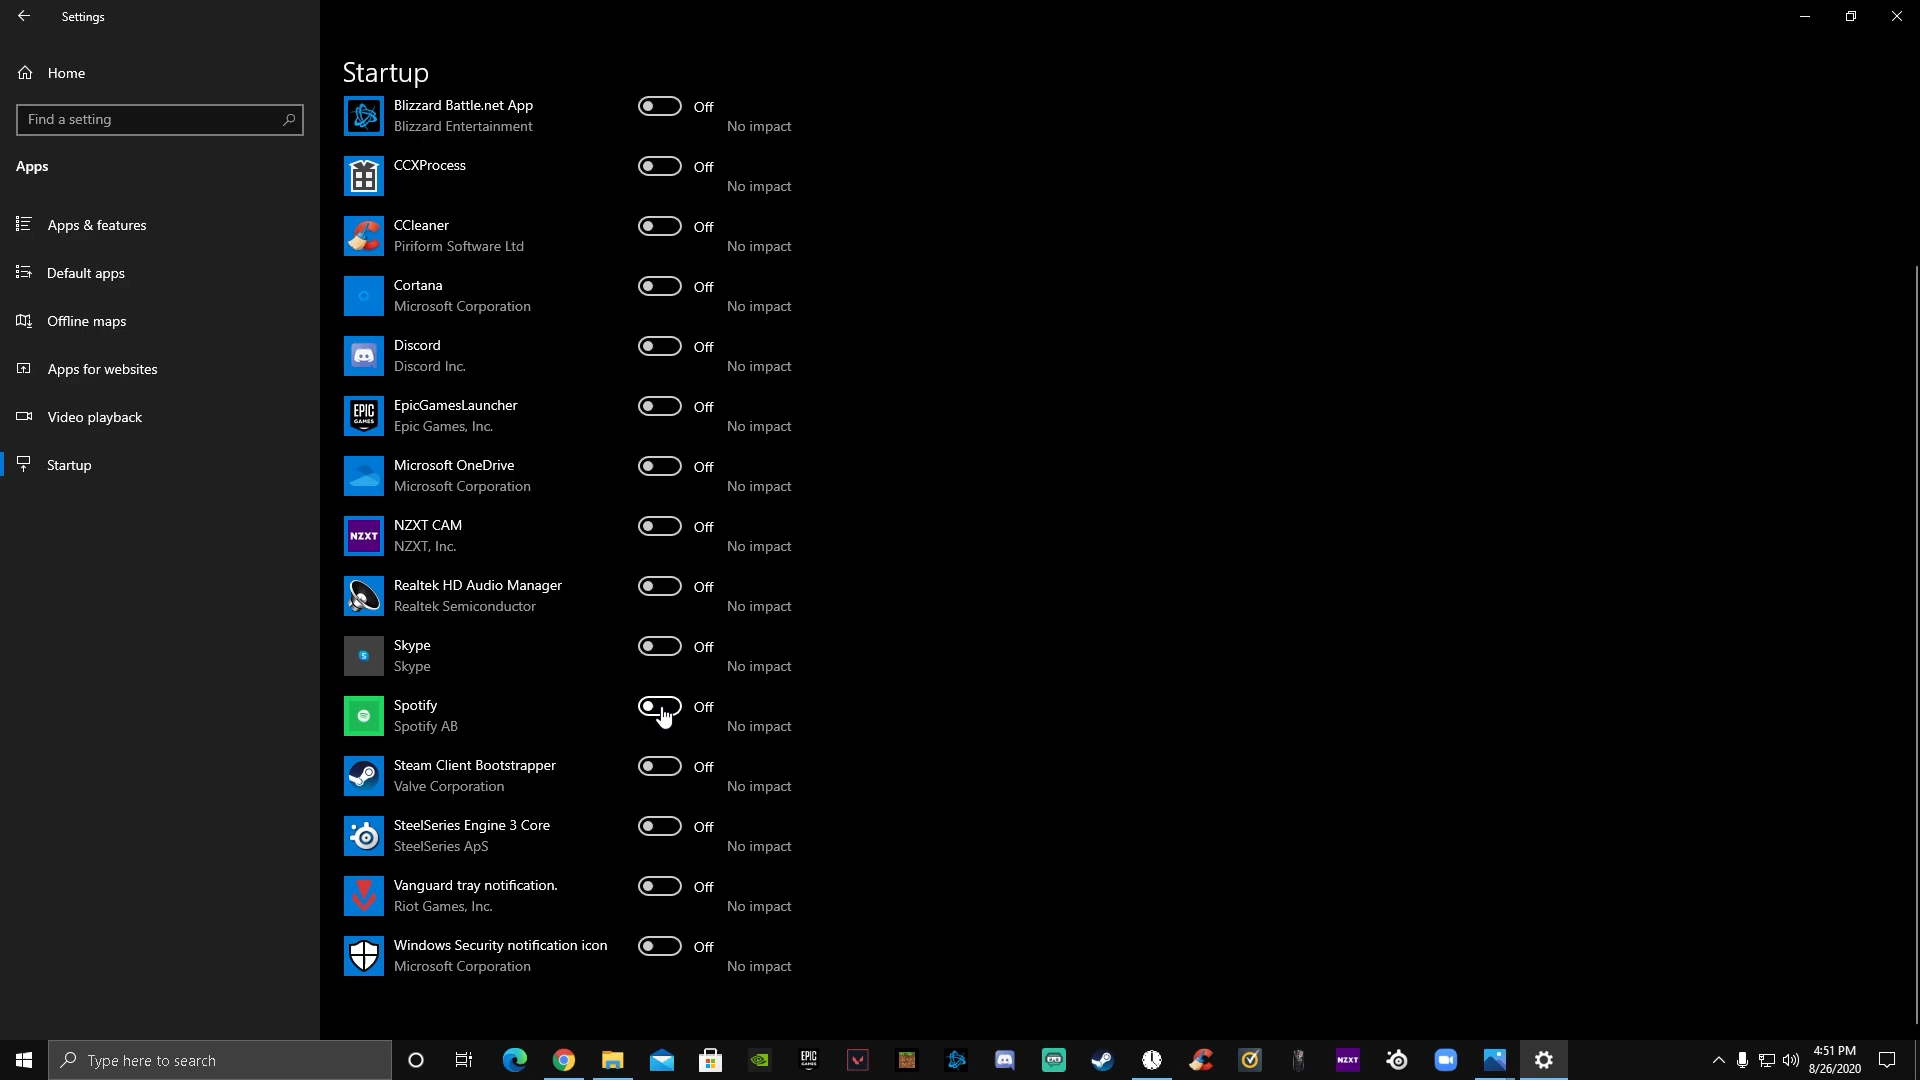 Settings
Home
Find a setting
Apps
Apps & features
Default apps
Offline maps
Apps for websites
Video playback
Startup
Startup
Blizzard Battle.net App
Off
Blizzard Entertainment
No impact
CCXProcess
Off
No impact
CCleaner
Off
Piriform Software Ltd
No impact
Cortana
Off
Microsoft Corporation
No impact
Discord
Off
Discord Inc.
No impact
EPIC
GAMES
EpicGamesLauncher
Off
Epic Games, Inc.
No impact
Microsoft OneDrive
Off
Microsoft Corporation
No impact
NZXT
NZXT CAM
Off
NZXT, Inc.
No impact
Realtek HD Audio Manager
Off
Realtek Semiconductor
No impact
S
Skype
Off
Skype
No impact
Spotify
Off
Spotify AB
No impact
Steam Client Bootstrapper
Off
Valve Corporation
No impact
SteelSeries Engine 3 Core
Off
SteelSeries ApS
No impact
Vanguard tray notification.
Off
Riot Games, Inc.
No impact
Windows Security notification icon
Off
Microsoft Corporation
No impact
Type here to search
EPIC
GAMES
NZXT
4:51 PM
8/26/2020